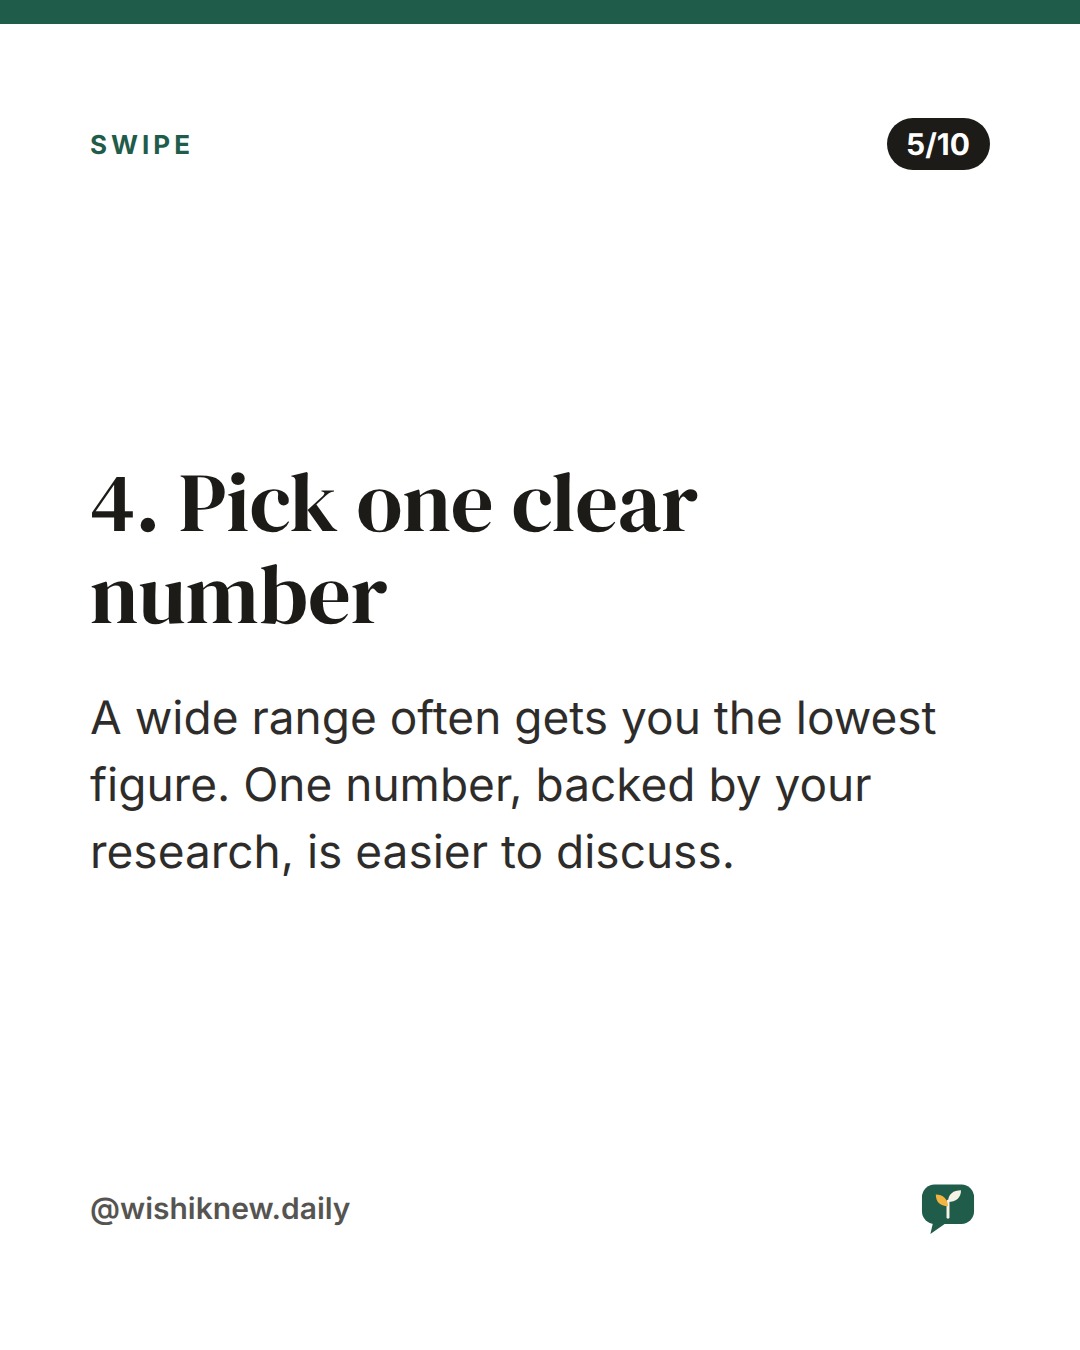 SWIPE
5/10
4. Pick one clear
number
A wide range often gets you the lowest
figure. One number, backed by your
research, is easier to discuss.
@wishiknew.daily